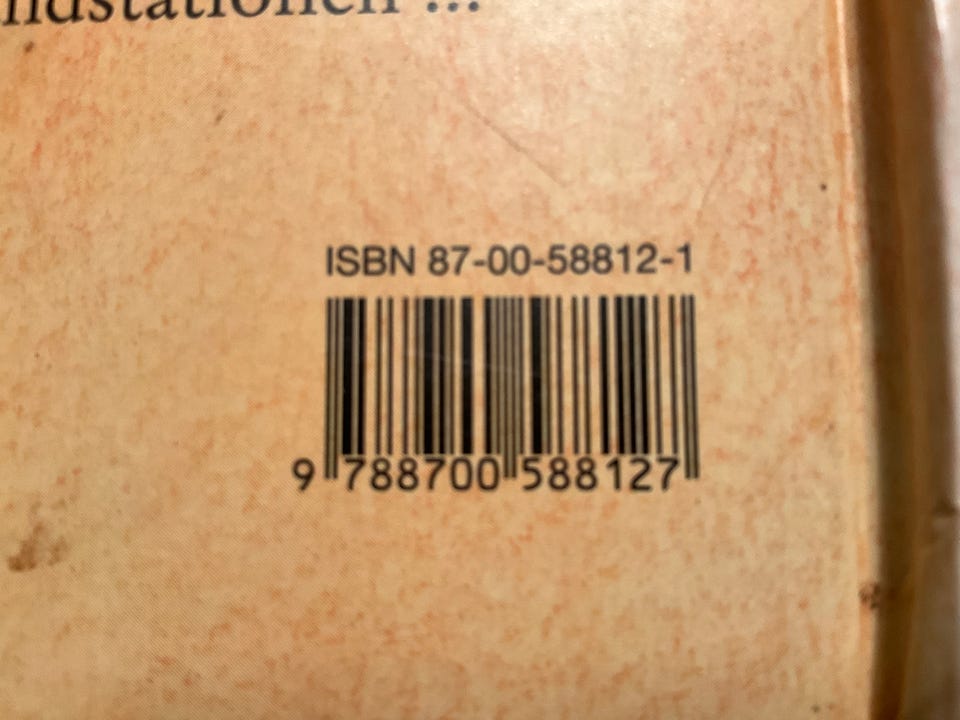 ndstationen ...
ISBN 87-00-58812-1
9 788700 588127